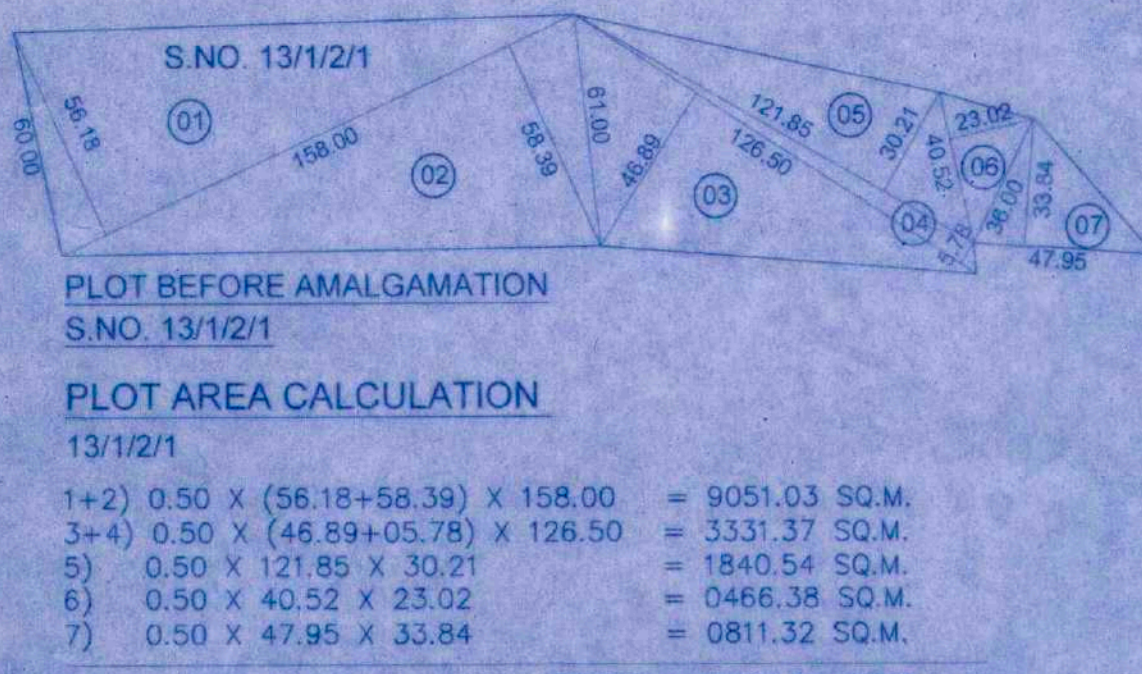 S.NO. 13/1/2/1
01
02
03
04
05
06
07
60.00
56.18
158.00
58.39
61.00
46.89
121.85
126.50
30.21
40.52
23.02
5.78
36.00
33.84
47.95
PLOT BEFORE AMALGAMATION
S.NO. 13/1/2/1
PLOT AREA CALCULATION
13/1/2/1
1+2) 0.50 X (56.18+58.39) X 158.00 = 9051.03 SQ.M.
3+4) 0.50 X (46.89+05.78) X 126.50 = 3331.37 SQ.M.
5) 0.50 X 121.85 X 30.21 = 1840.54 SQ.M.
6) 0.50 X 40.52 X 23.02 = 0466.38 SQ.M.
7) 0.50 X 47.95 X 33.84 = 0811.32 SQ.M.